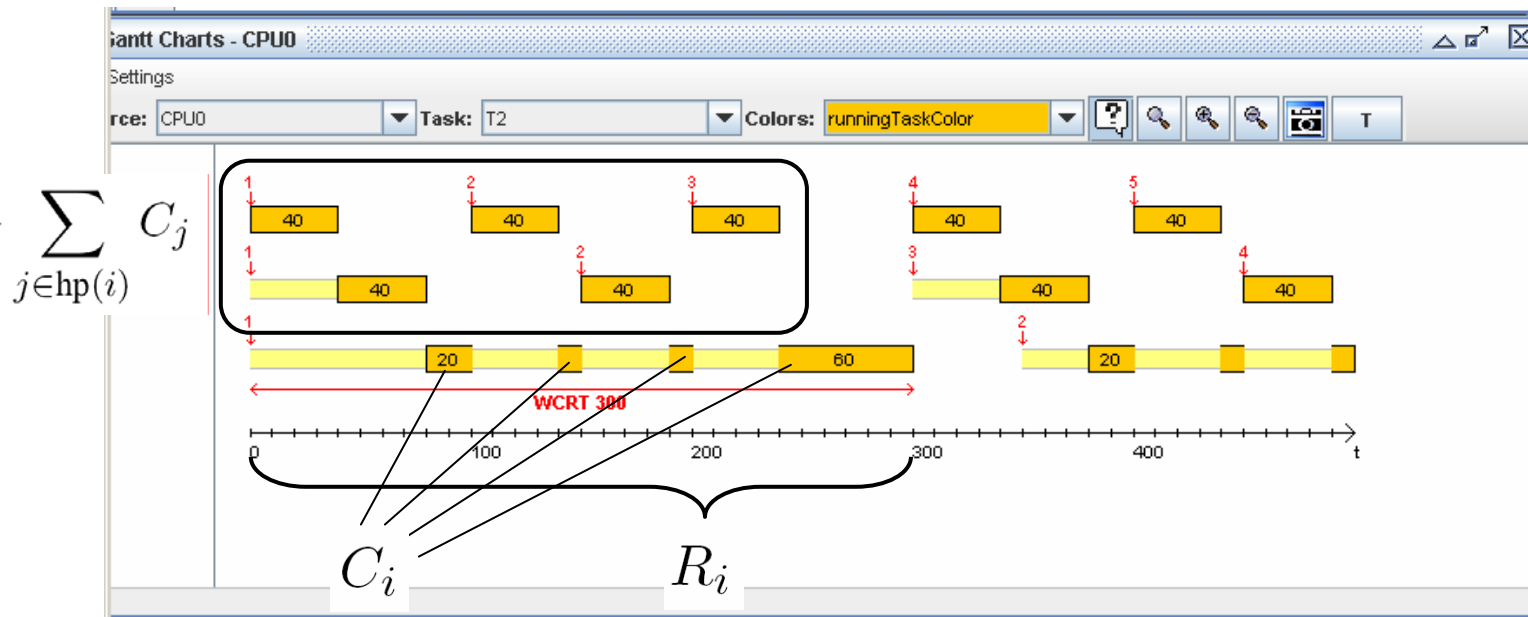 Gantt Charts - CPU0
Settings
rce: CPU0 Task: T2 Colors: runningTaskColor T
1 2 3 4 5
40 40 40 40 40
∑ C_j
j∈hp(i)
1 2 3 4
40 40 40 40
1 2
20 60 20
WCRT 300
0 100 200 300 400 t
C_i R_i